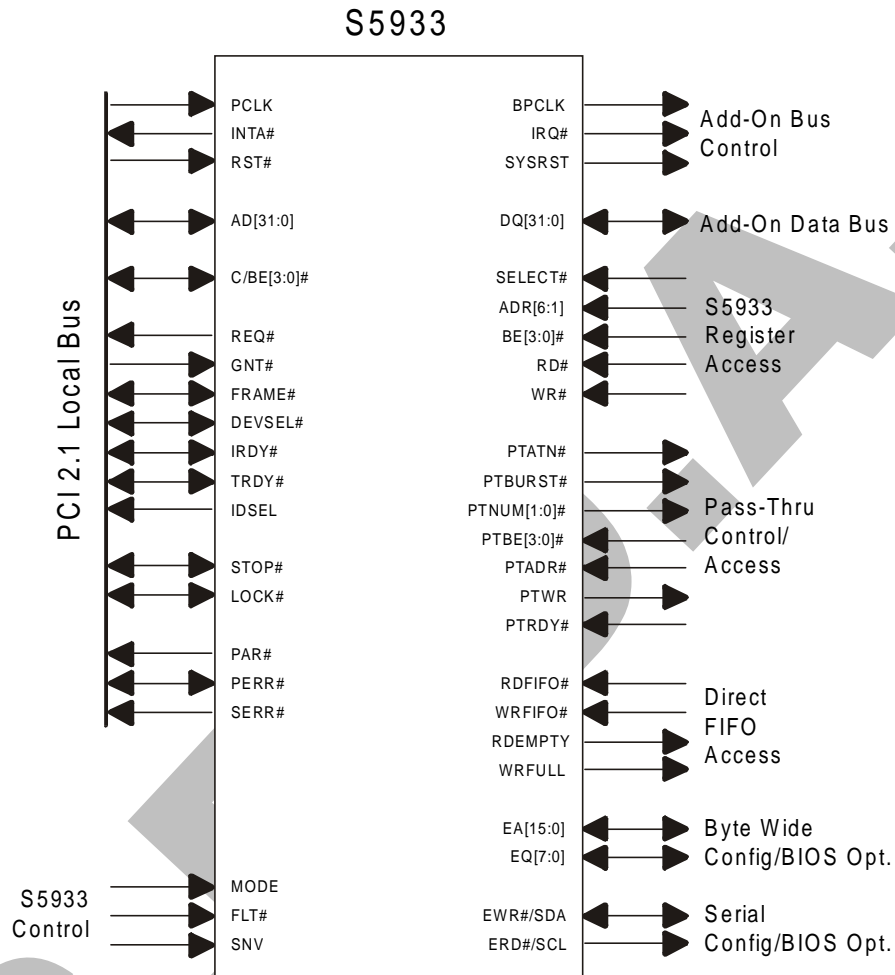 S5933
PCI 2.1 Local Bus
PCLK
INTA#
RST#
AD[31:0]
C/BE[3:0]#
REQ#
GNT#
FRAME#
DEVSEL#
IRDY#
TRDY#
IDSEL
STOP#
LOCK#
PAR#
PERR#
SERR#
S5933
Control
MODE
FLT#
SNV
BPCLK
IRQ#
SYSRST
Add-On Bus
Control
DQ[31:0]
Add-On Data Bus
SELECT#
ADR[6:1]
BE[3:0]#
RD#
WR#
S5933
Register
Access
PTATN#
PTBURST#
PTNUM[1:0]#
PTBE[3:0]#
PTADR#
PTWR
PTRDY#
Pass-Thru
Control/
Access
RDFIFO#
WRFIFO#
RDEMPTY
WRFULL
Direct
FIFO
Access
EA[15:0]
EQ[7:0]
Byte Wide
Config/BIOS Opt.
EWR#/SDA
ERD#/SCL
Serial
Config/BIOS Opt.